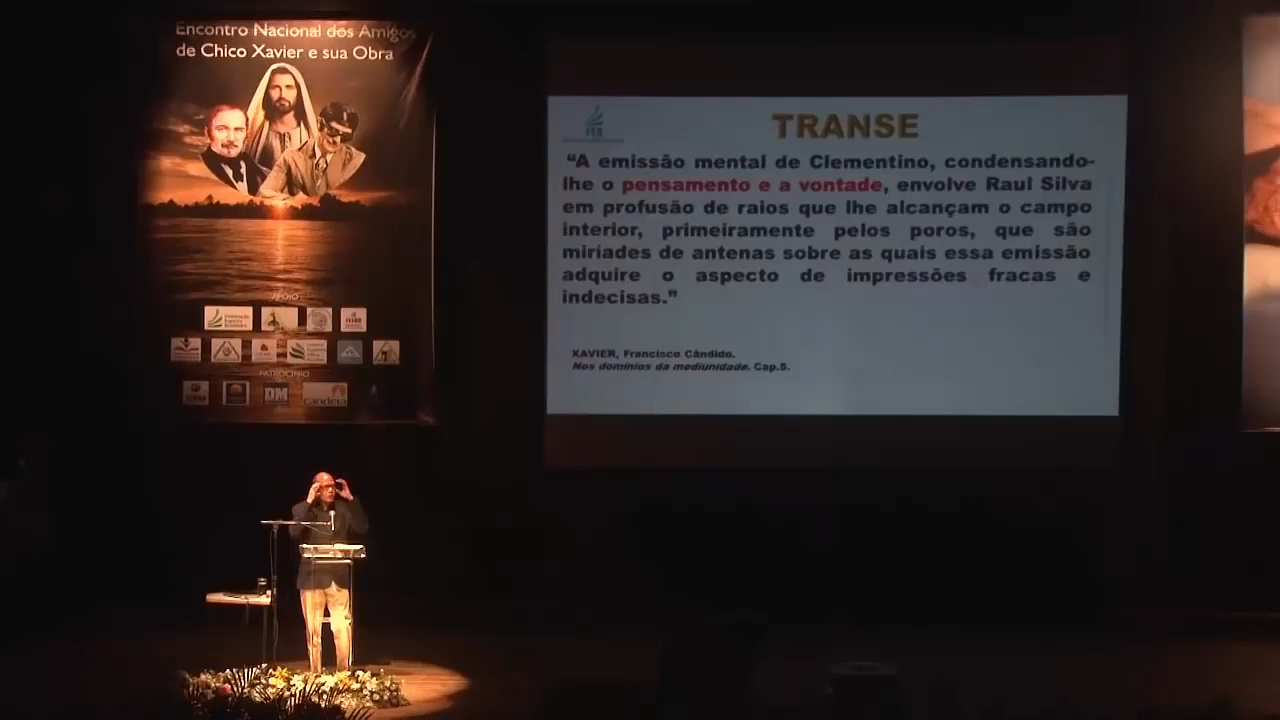 Encontro Nacional dos Amigos
de Chico Xavier e sua Obra
APOIO
PATROCÍNIO
DM
candeia
TRANSE
“A emissão mental de Clementino, condensando-
lhe o pensamento e a vontade, envolve Raul Silva
em profusão de raios que lhe alcançam o campo
interior, primeiramente pelos poros, que são
miríades de antenas sobre as quais essa emissão
adquire o aspecto de impressões fracas e
indecisas.”
XAVIER, Francisco Cândido.
Nos domínios da mediunidade. Cap.5.